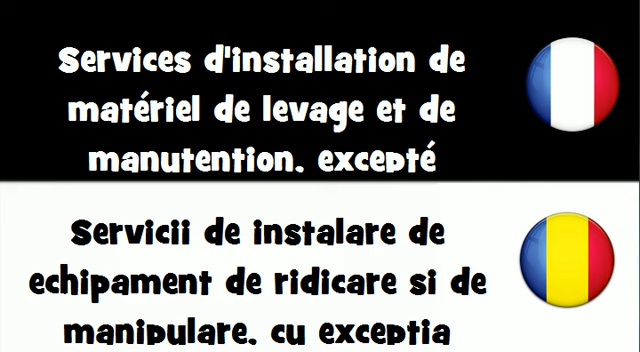 Services d'installation de
matériel de levage et de
manutention, excepté
Servicii de instalare de
echipament de ridicare si de
manipulare, cu exceptia